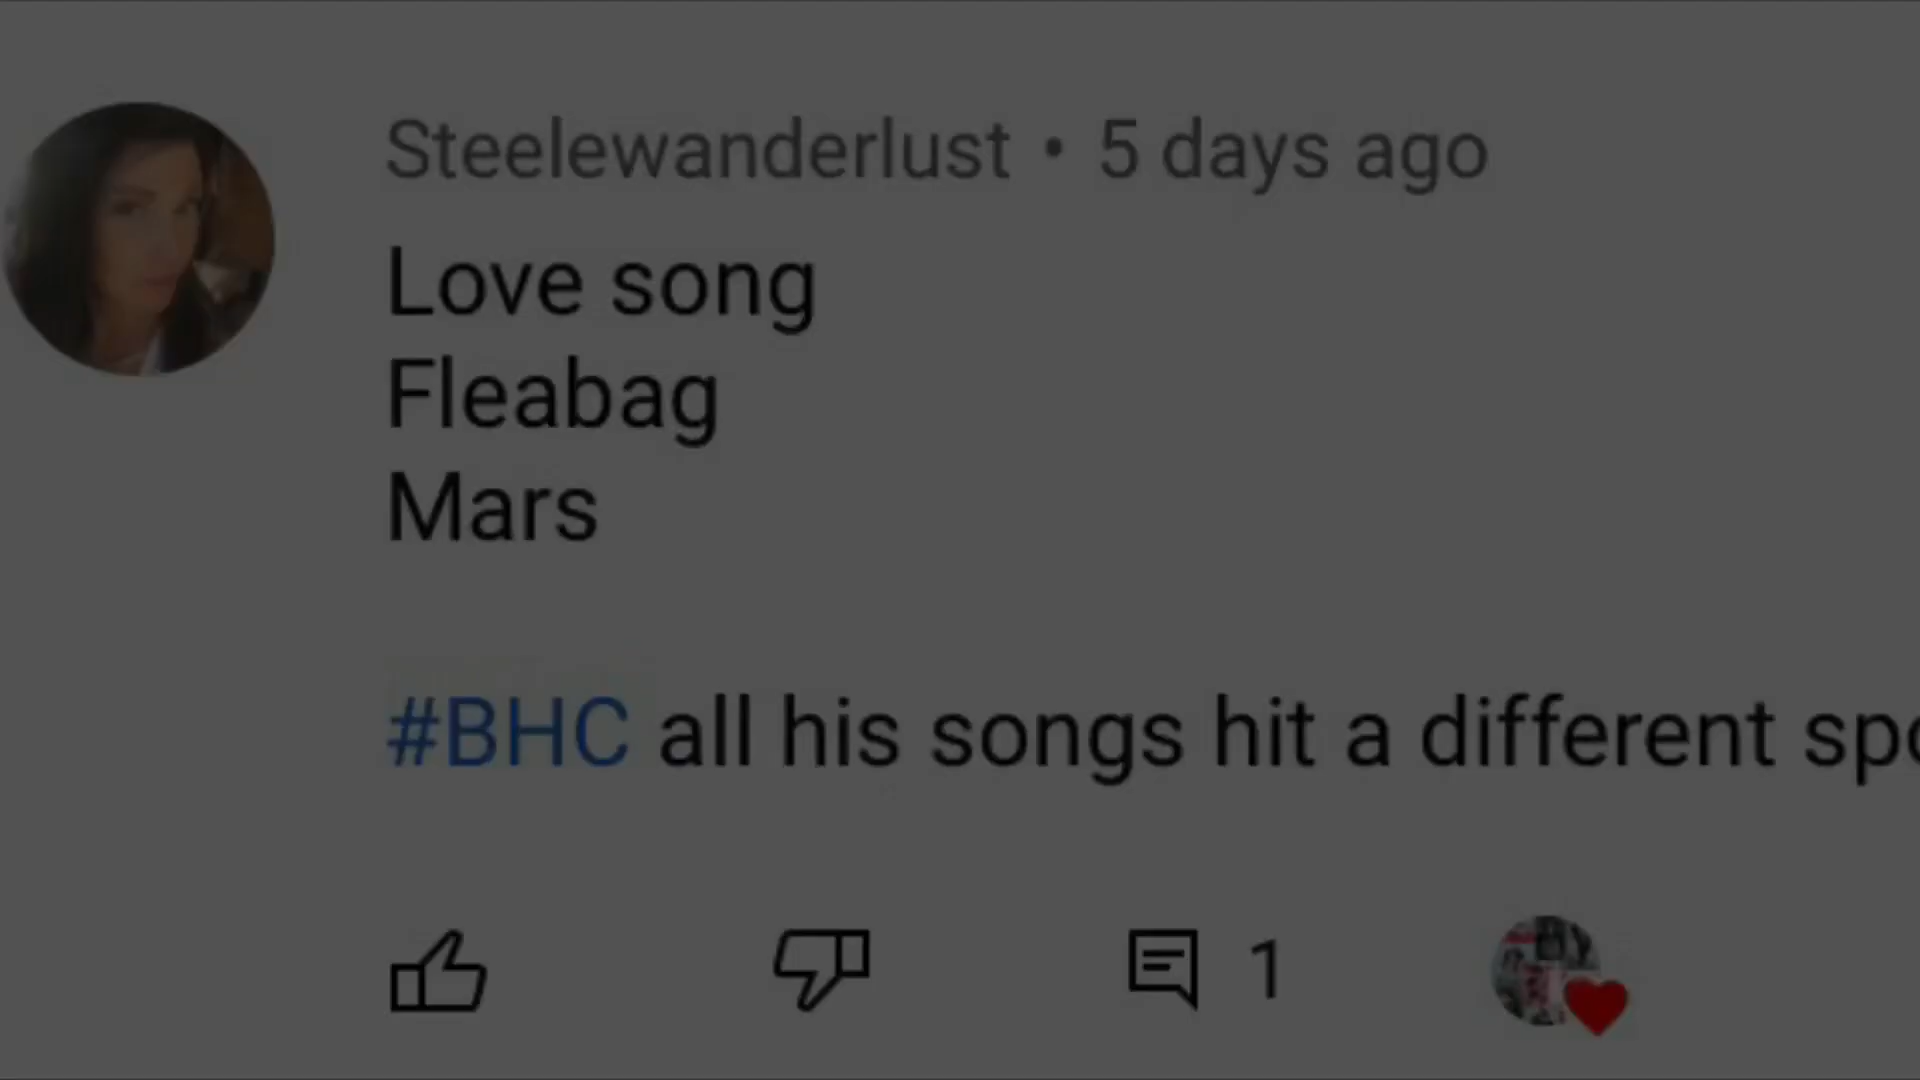 Steelewanderlust • 5 days ago
Love song
Fleabag
Mars
#BHC all his songs hit a different
1